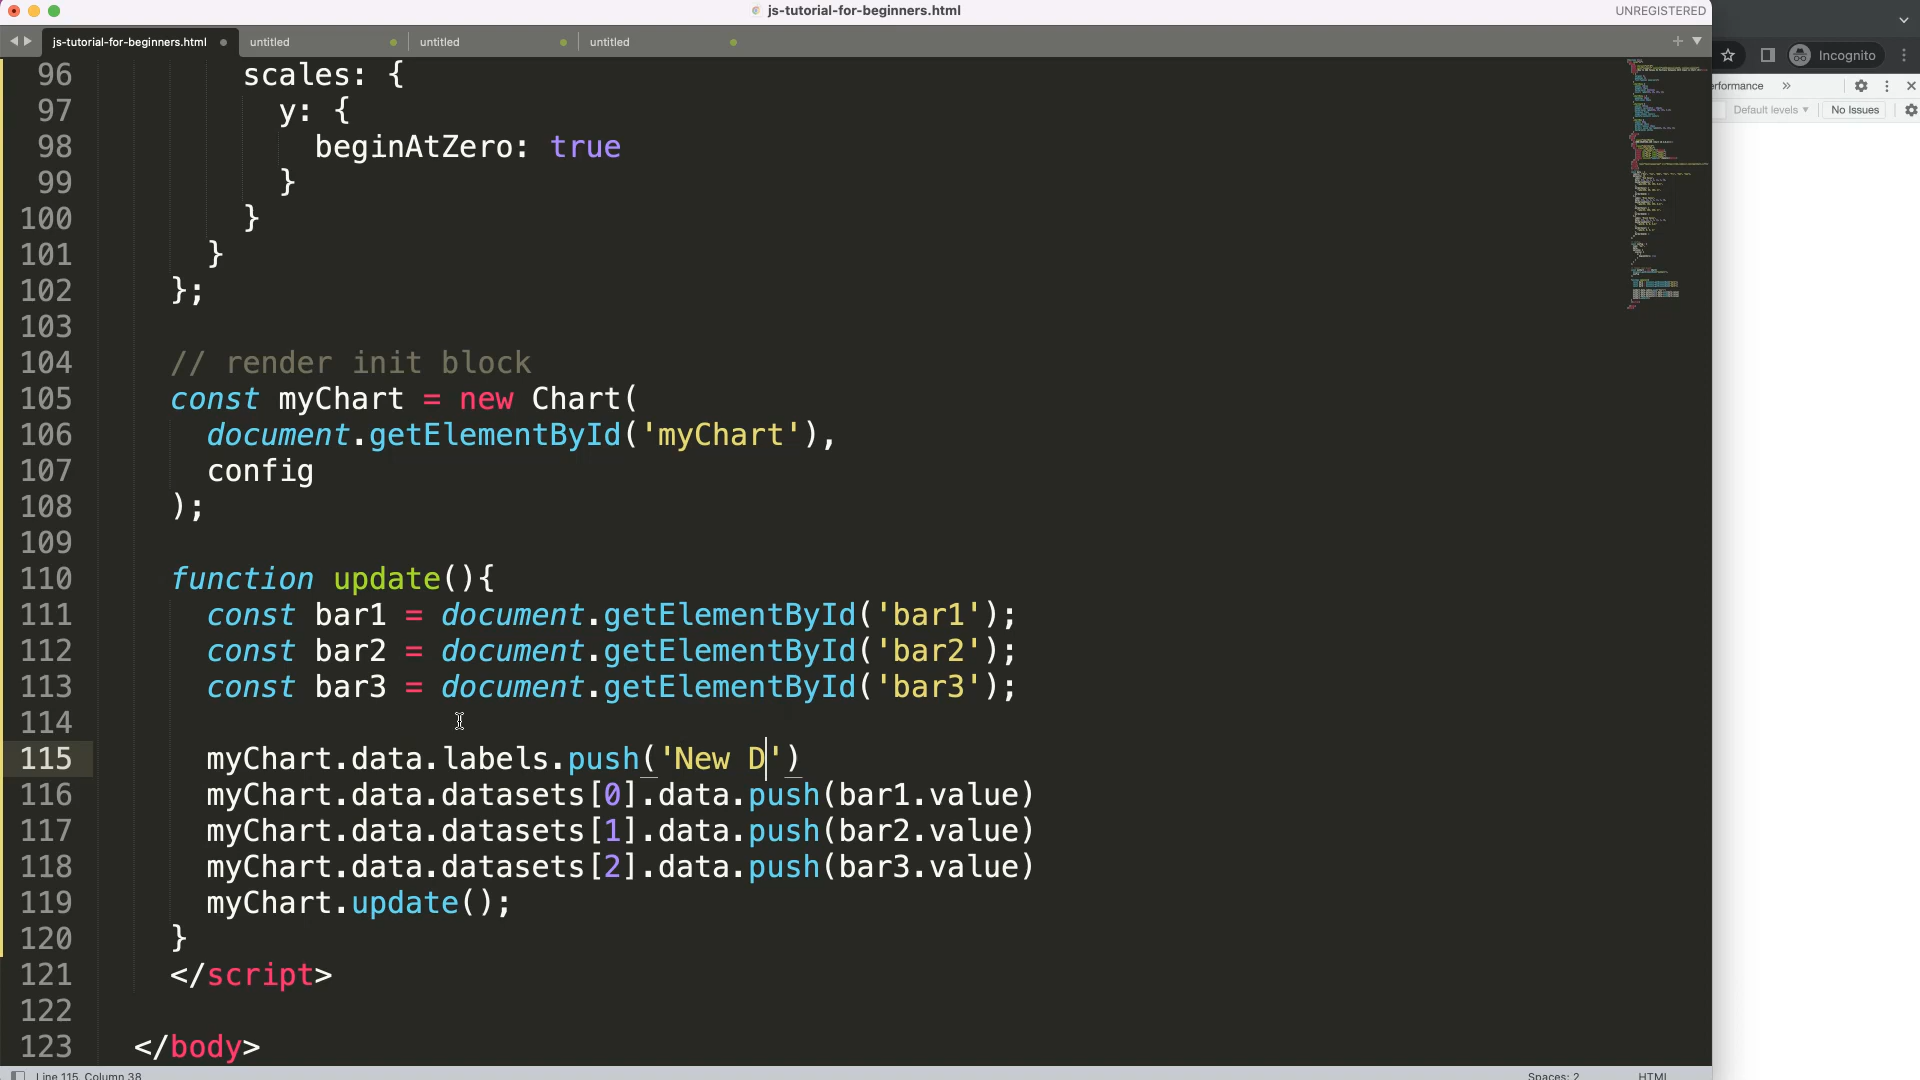 js-tutorial-for-beginners.html
UNREGISTERED
js-tutorial-for-beginners.html untitled untitled untitled
Incognito
erformance »
Default levels No Issues
96 scales: {
97 y: {
98 beginAtZero: true
99 }
100 }
101 }
102 };
103
104 // render init block
105 const myChart = new Chart(
106 document.getElementById('myChart'),
107 config
108 );
109
110 function update(){
111 const bar1 = document.getElementById('bar1');
112 const bar2 = document.getElementById('bar2');
113 const bar3 = document.getElementById('bar3');
114
115 myChart.data.labels.push('New D')
116 myChart.data.datasets[0].data.push(bar1.value)
117 myChart.data.datasets[1].data.push(bar2.value)
118 myChart.data.datasets[2].data.push(bar3.value)
119 myChart.update();
120 }
121 </script>
122
123 </body>
Line 115, Column 38 Spaces: 2 HTML